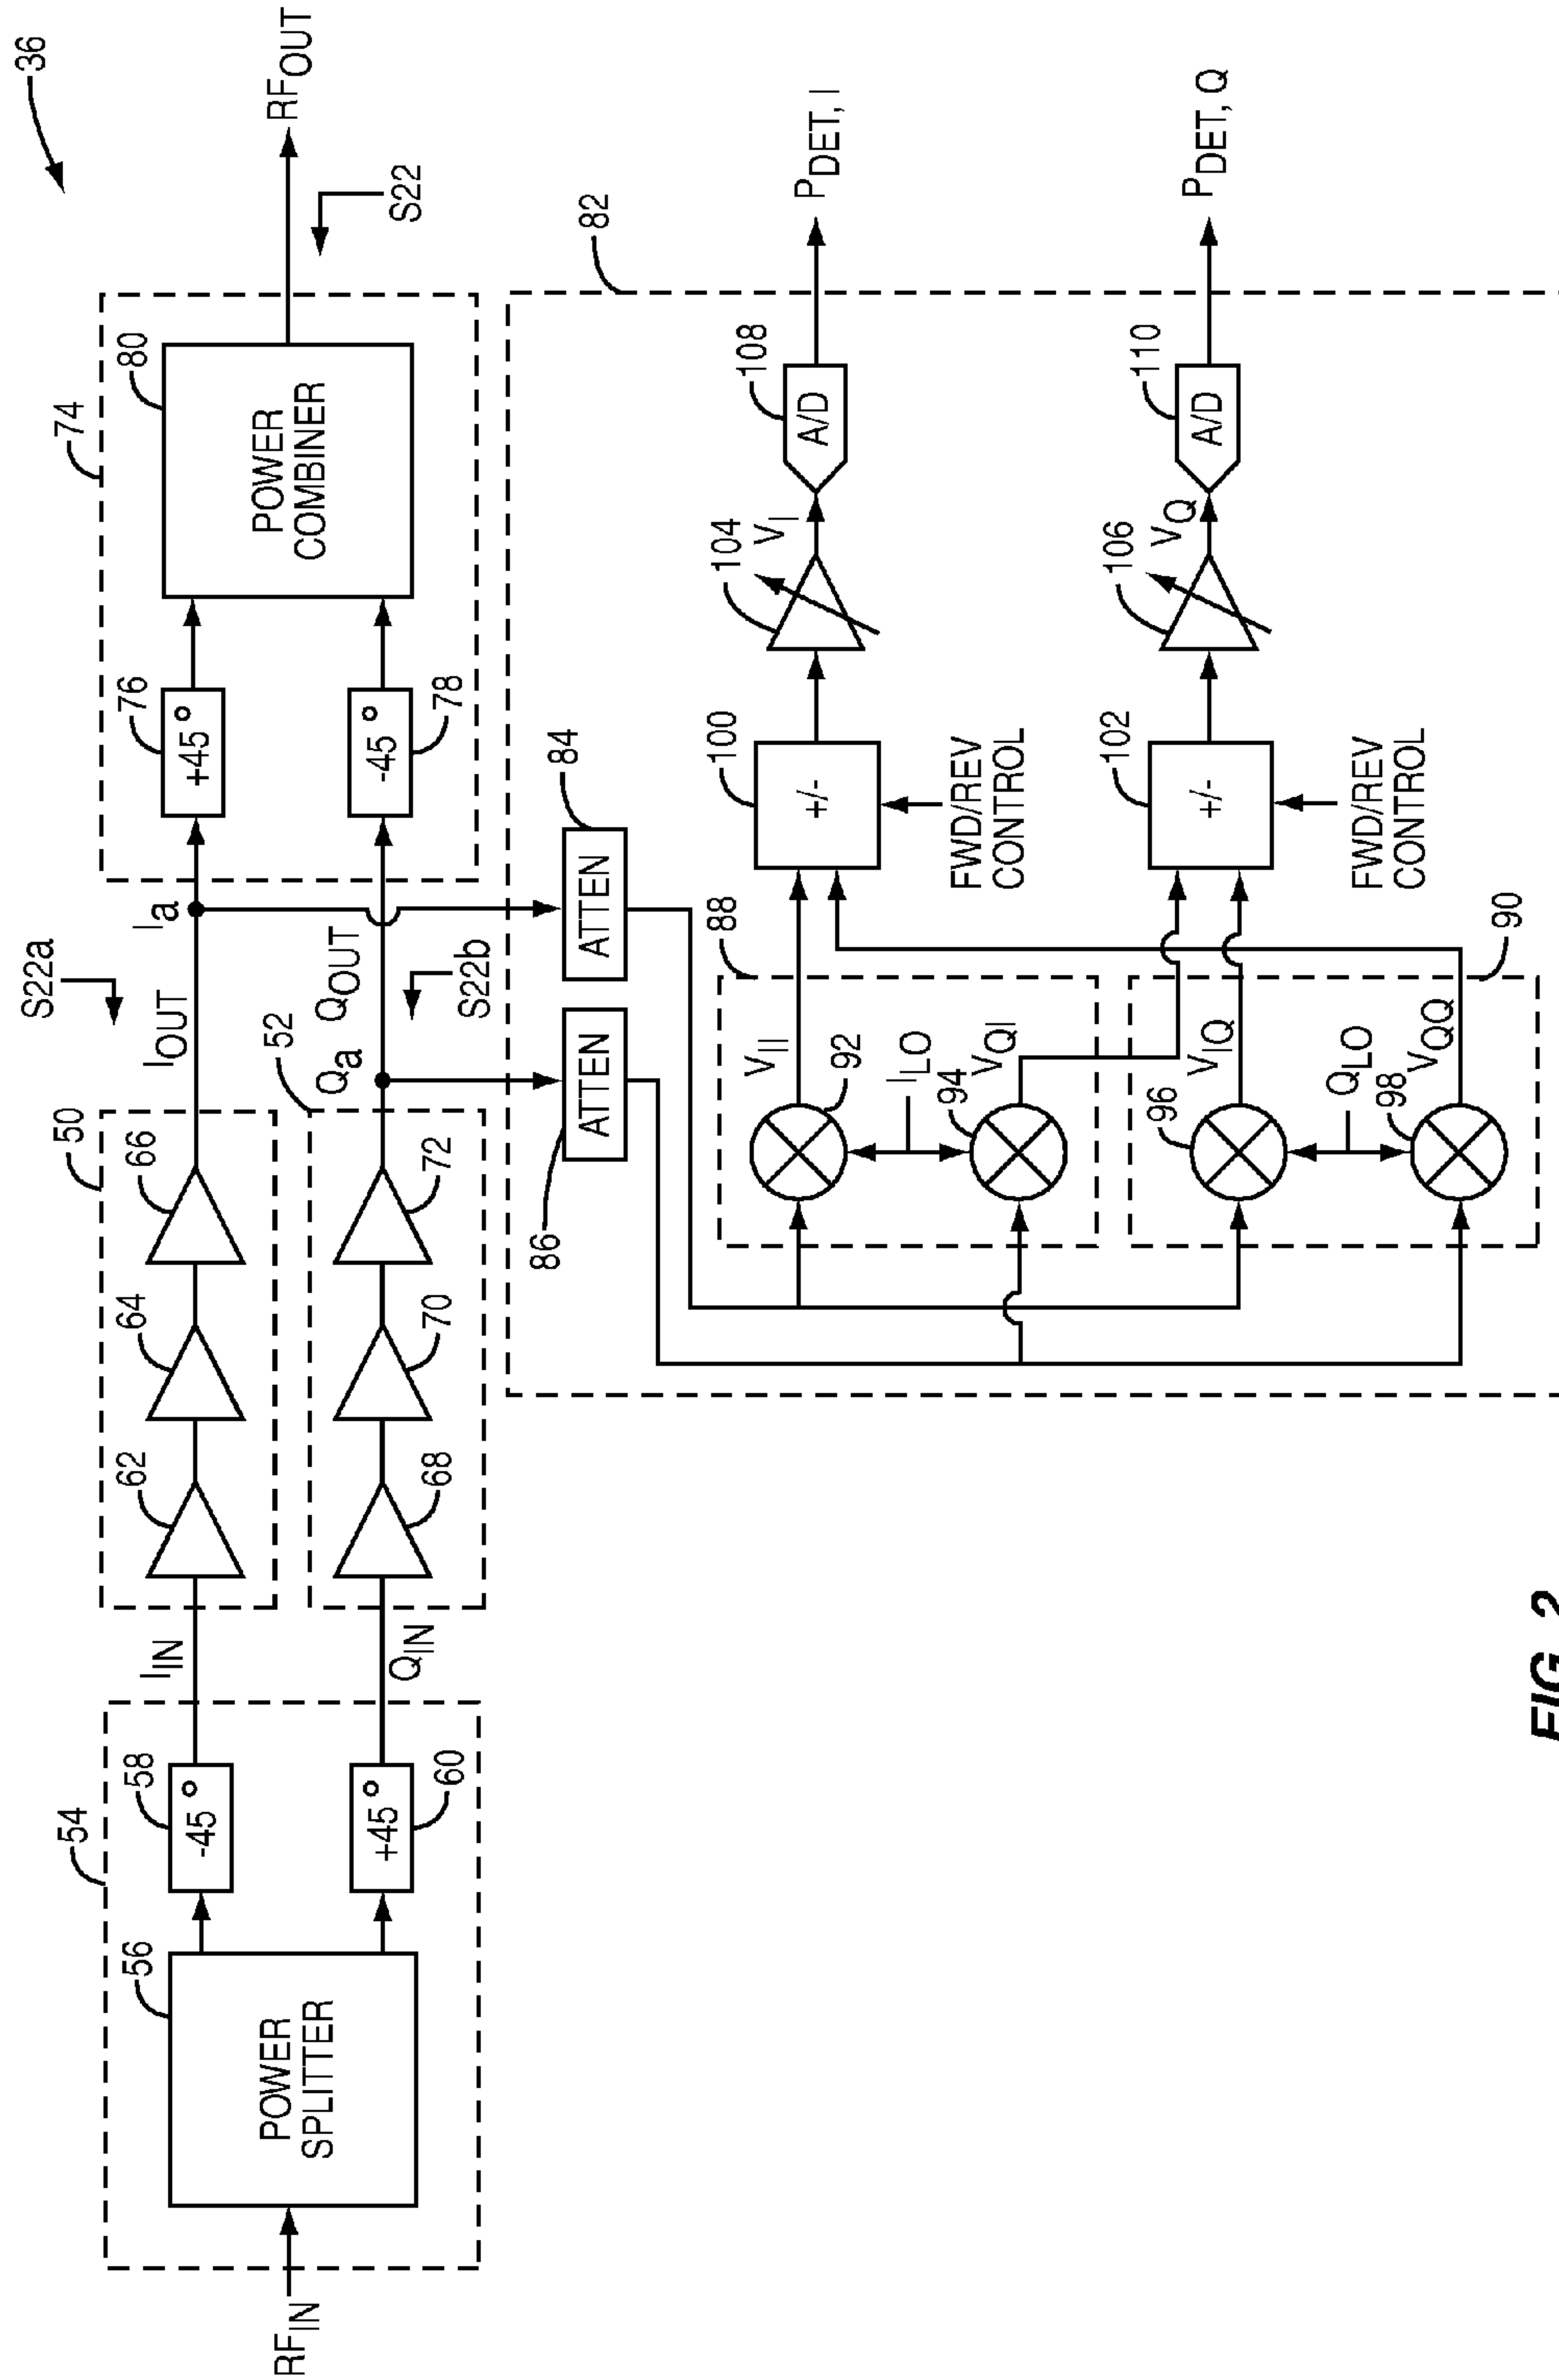 36
RF_IN
54
56
POWER
SPLITTER
58
-45°
60
+45°
I_IN
Q_IN
50
62
64
66
52
68
70
72
S22a
I_OUT
I_a
Q_a
Q_OUT
S22b
74
76
+45°
78
-45°
80
POWER
COMBINER
RF_OUT
S22
82
84
ATTEN
86
ATTEN
88
V_II
92
I_LO
94
V_QI
90
96
V_IQ
Q_LO
98
V_QQ
100
+/-
FWD/REV
CONTROL
102
+/-
FWD/REV
CONTROL
104
V_I
106
V_Q
108
A/D
110
A/D
P_DET, I
P_DET, Q
FIG. 2